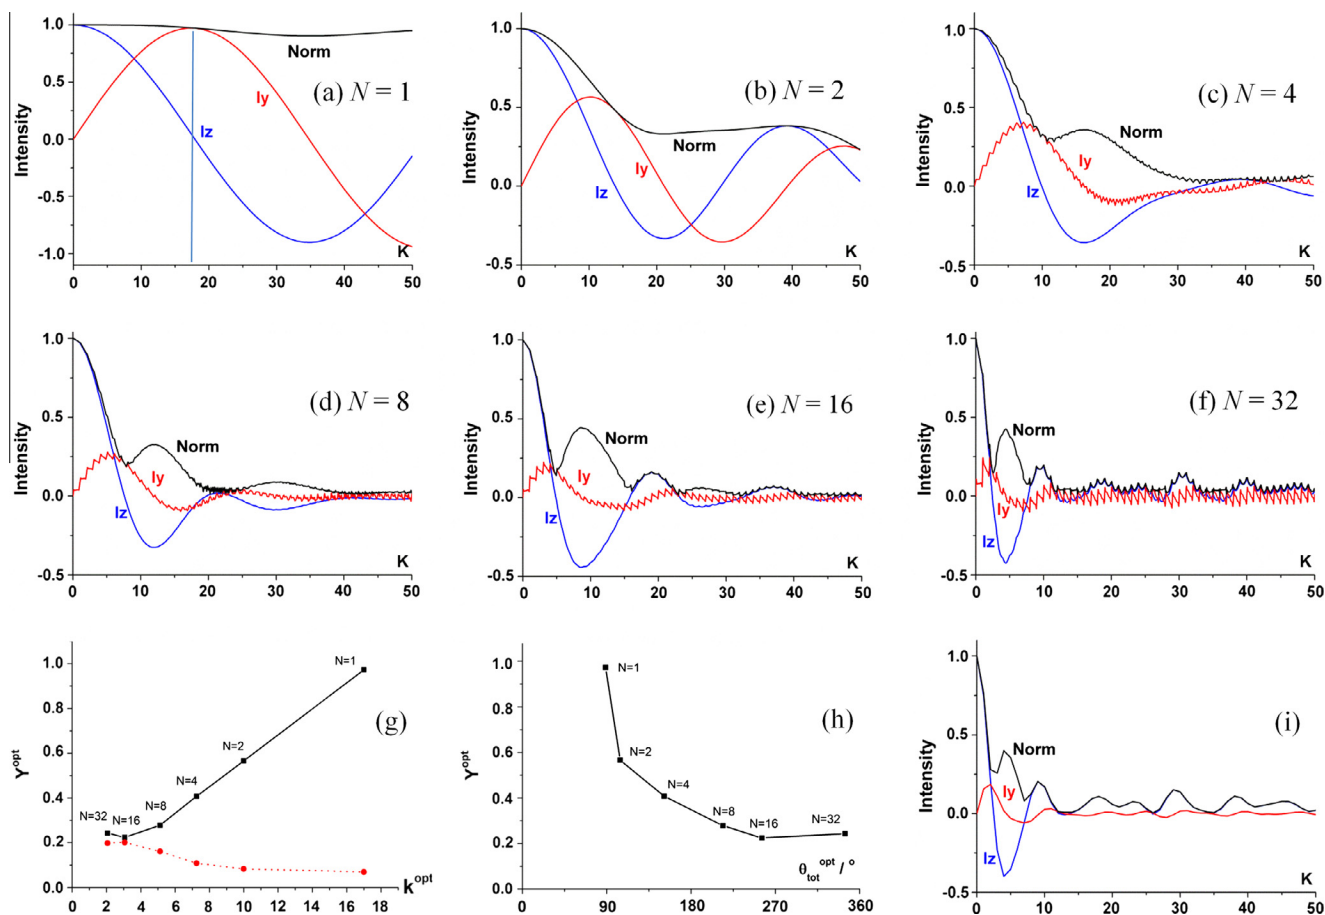 1.0
0.5
0.0
-0.5
-1.0
Intensity
Norm
(a) N = 1
Iy
Iz
K
0 10 20 30 40 50
1.0
0.5
0.0
-0.5
Intensity
(b) N = 2
Norm
Iz
Iy
K
0 10 20 30 40 50
1.0
0.5
0.0
-0.5
Intensity
(c) N = 4
Norm
Iy
Iz
K
0 10 20 30 40 50
1.0
0.5
0.0
-0.5
Intensity
(d) N = 8
Norm
Iy
Iz
K
0 10 20 30 40 50
1.0
0.5
0.0
-0.5
Intensity
(e) N = 16
Norm
Iy
Iz
K
0 10 20 30 40 50
1.0
0.5
0.0
-0.5
Intensity
(f) N = 32
Norm
Iy
Iz
K
0 10 20 30 40 50
1.0
0.8
0.6
0.4
0.2
0.0
Yopt
N=1
(g)
N=2
N=4
N=8
N=32
N=16
kopt
0 2 4 6 8 10 12 14 16 18
1.0
0.8
0.6
0.4
0.2
0.0
Yopt
N=1
(h)
N=2
N=4
N=8
N=16
N=32
θtot opt / °
0 90 180 270 360
1.0
0.5
0.0
-0.5
Intensity
(i)
Norm
Iy
Iz
K
0 10 20 30 40 50